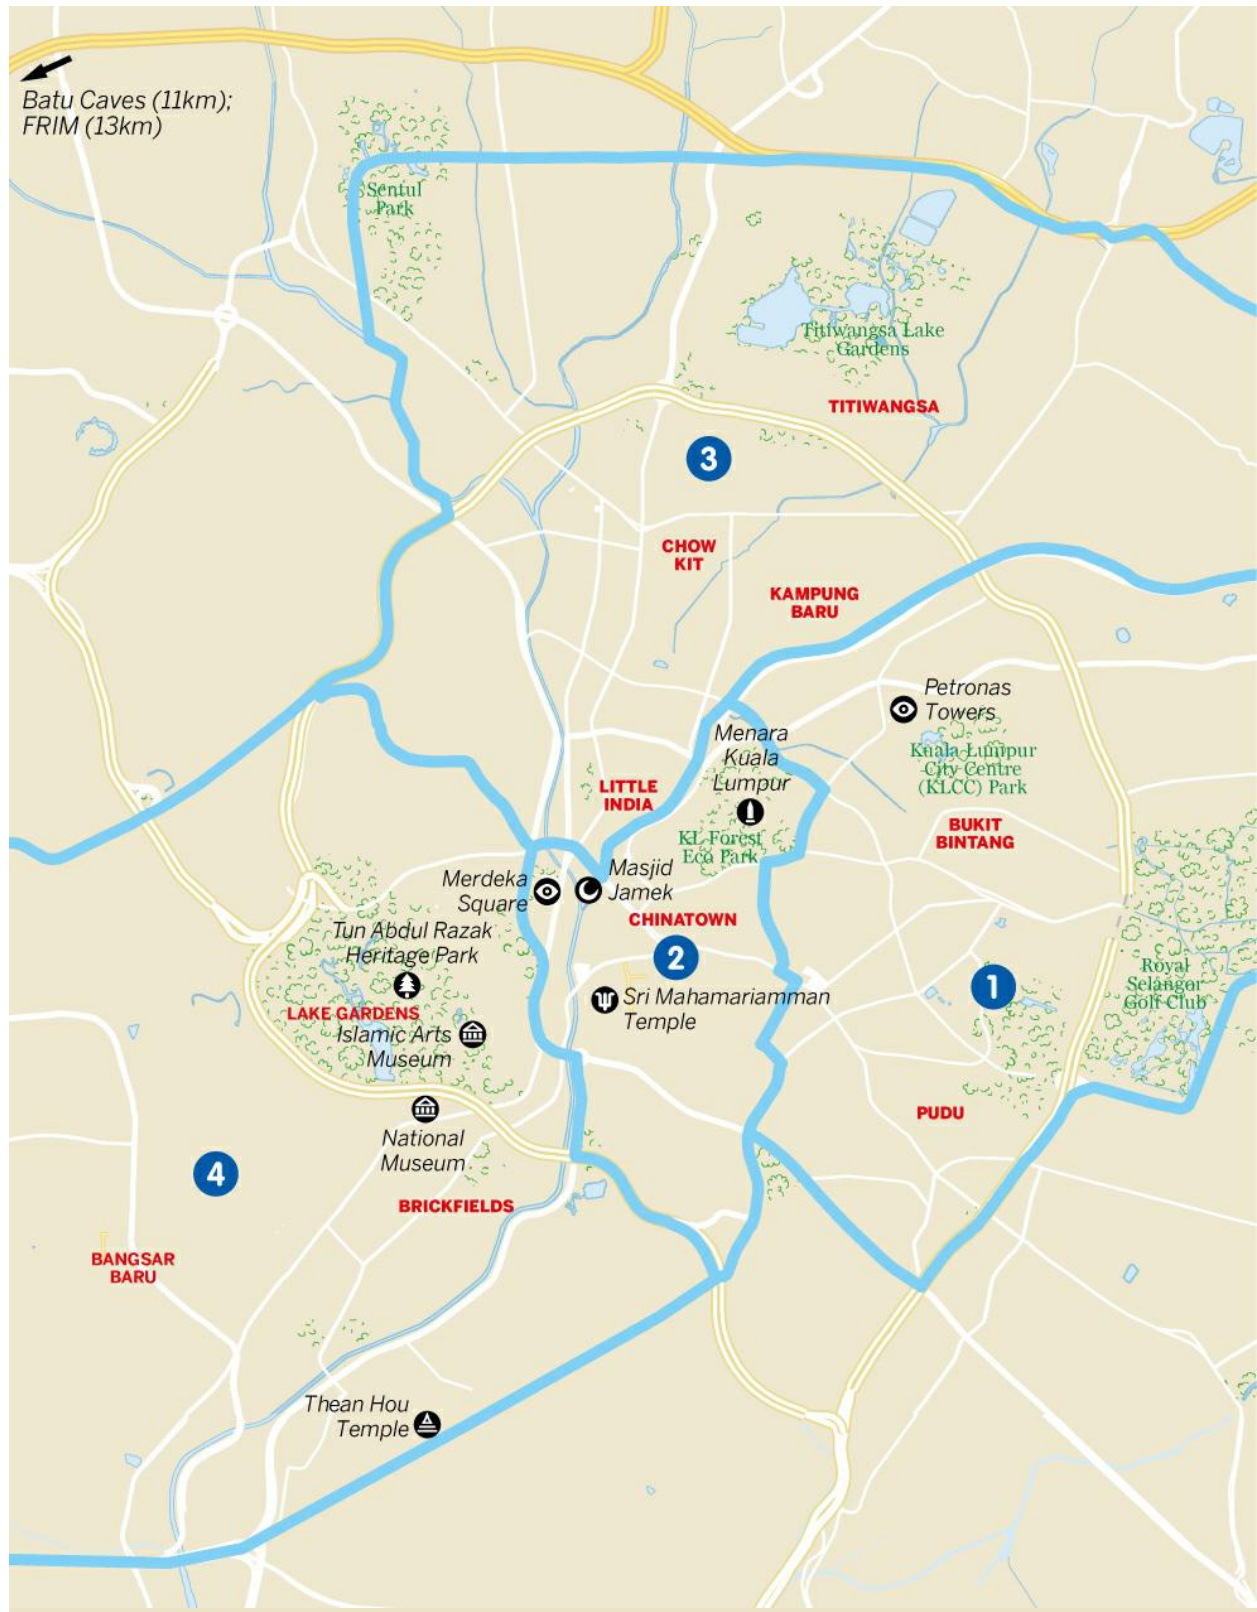 Batu Caves (11km);
FRIM (13km)
Sentul
Park
Titiwangsa Lake
Gardens
TITIWANGSA
3
CHOW
KIT
KAMPUNG
BARU
Petronas
Towers
Menara
Kuala
Lumpur
Kuala Lumpur
City Centre
(KLCC) Park
LITTLE
INDIA
BUKIT
BINTANG
KL Forest
Eco Park
Merdeka
Square
Masjid
Jamek
CHINATOWN
Tun Abdul Razak
Heritage Park
2
1
Royal
Selangor
Golf Club
Sri Mahamariamman
Temple
LAKE GARDENS
Islamic Arts
Museum
PUDU
National
Museum
4
BRICKFIELDS
BANGSAR
BARU
Thean Hou
Temple